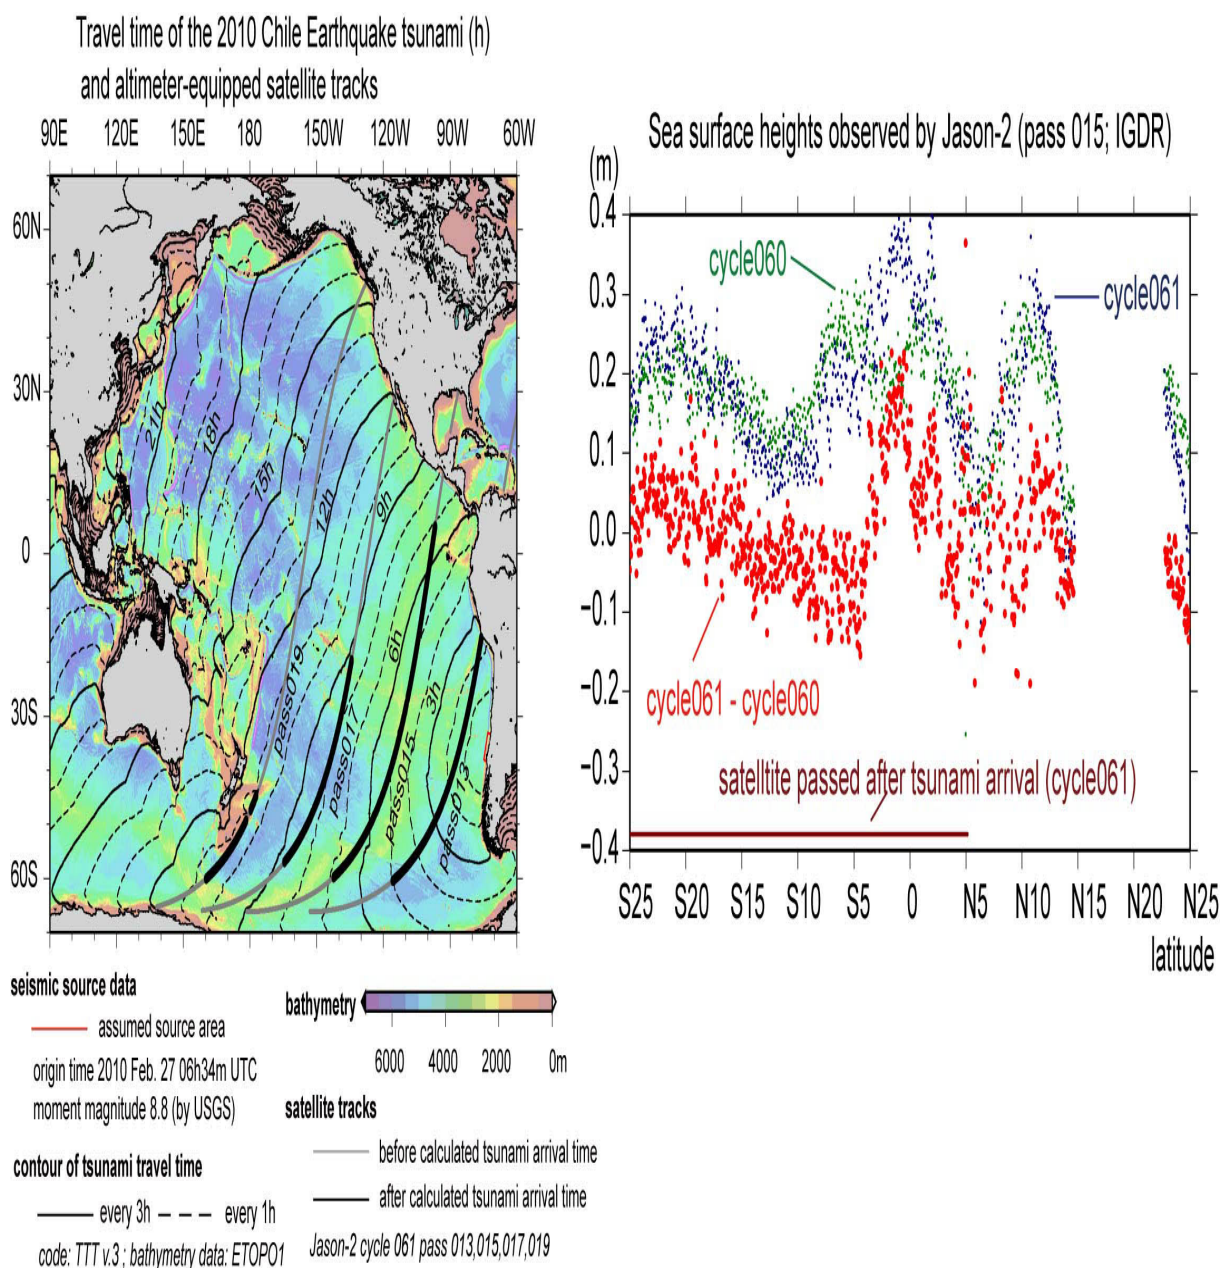 Travel time of the 2010 Chile Earthquake tsunami (h)
and altimeter-equipped satellite tracks
90E 120E 150E 180 150W 120W 90W 60W
60N
30N
0
30S
60S
21h
18h
15h
12h
9h
6h
3h
pass019
pass017
pass015
pass013
seismic source data
assumed source area
origin time 2010 Feb. 27 06h34m UTC
moment magnitude 8.8 (by USGS)
contour of tsunami travel time
every 3h every 1h
code: TTT v.3 ; bathymetry data: ETOPO1
bathymetry
6000 4000 2000 0m
satellite tracks
before calculated tsunami arrival time
after calculated tsunami arrival time
Jason-2 cycle 061 pass 013,015,017,019
Sea surface heights observed by Jason-2 (pass 015; IGDR)
(m)
0.4
0.3
0.2
0.1
0.0
−0.1
−0.2
−0.3
−0.4
cycle060
cycle061
cycle061 - cycle060
satelltite passed after tsunami arrival (cycle061)
S25 S20 S15 S10 S5 0 N5 N10 N15 N20 N25
latitude